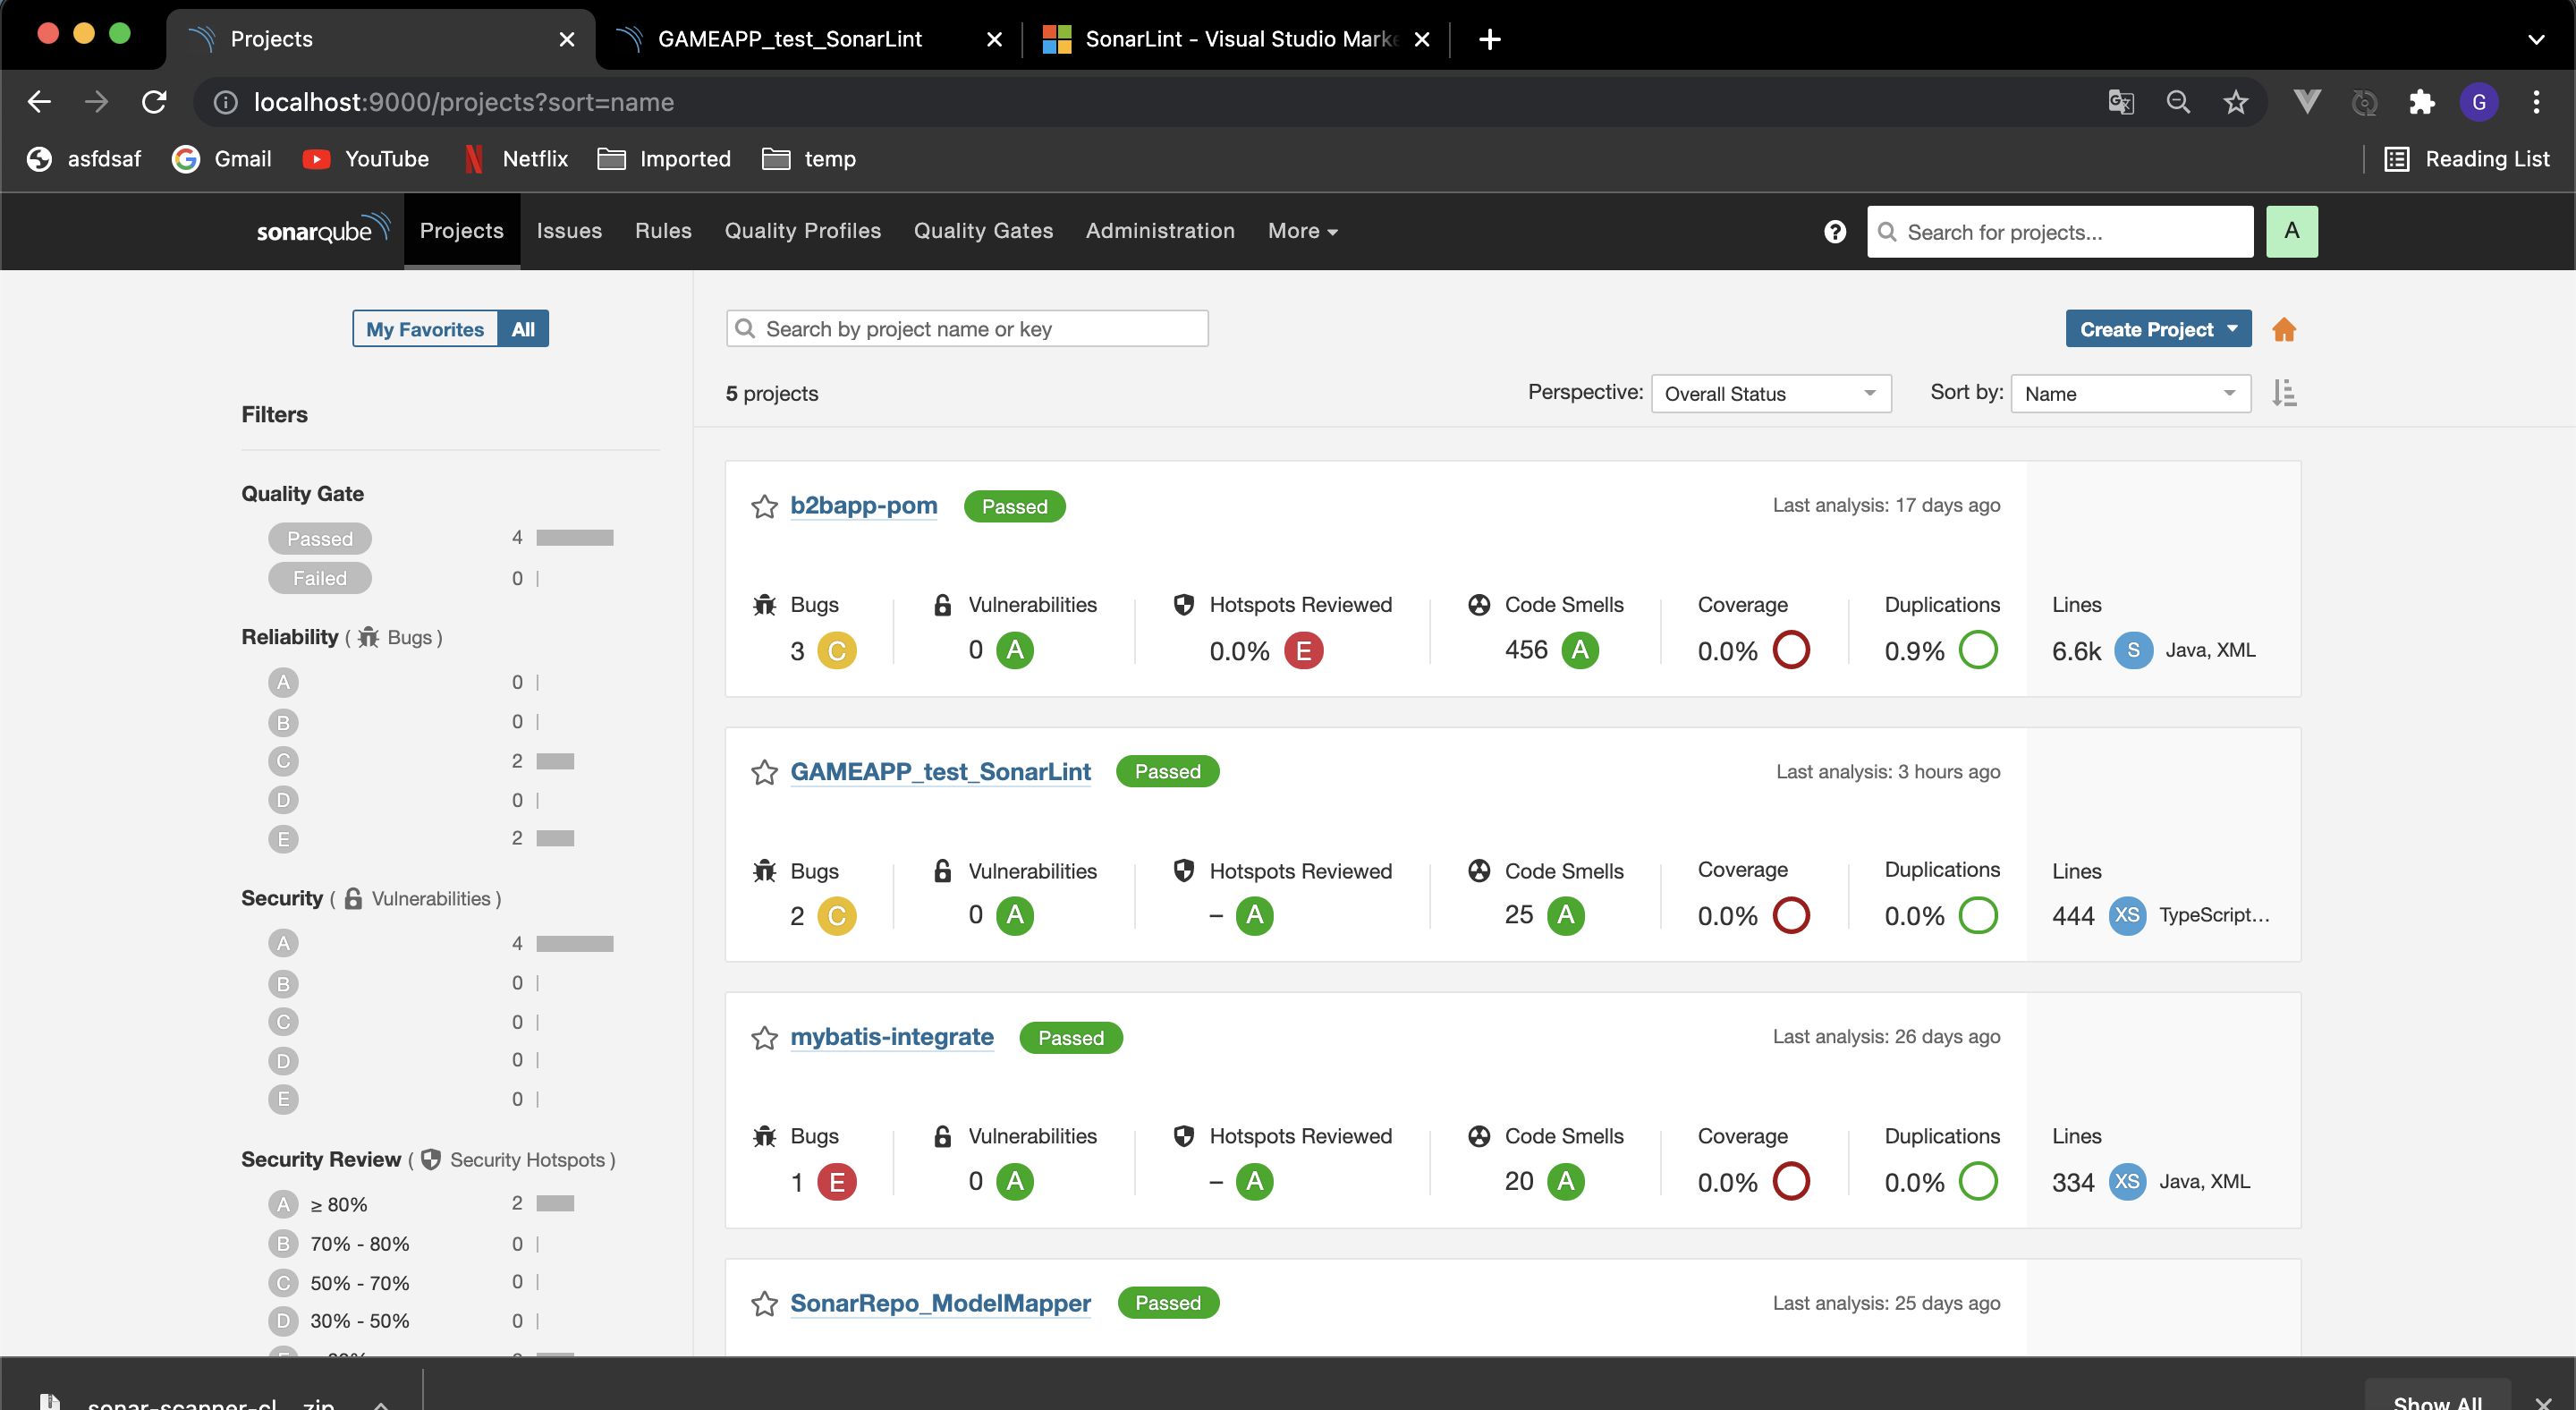 Projects
GAMEAPP_test_SonarLint
SonarLint - Visual Studio Marke
localhost:9000/projects?sort=name
G
asfdsaf
Gmail
YouTube
Netflix
Imported
temp
Reading List
sonarqube
Projects
Issues
Rules
Quality Profiles
Quality Gates
Administration
More
?
Search for projects...
A
My Favorites
All
Search by project name or key
Create Project
5 projects
Perspective:
Overall Status
Sort by:
Name
Filters
Quality Gate
Passed 4
Failed 0
Reliability ( Bugs )
A 0
B 0
C 2
D 0
E 2
Security ( Vulnerabilities )
A 4
B 0
C 0
D 0
E 0
Security Review ( Security Hotspots )
A ≥ 80% 2
B 70% - 80% 0
C 50% - 70% 0
D 30% - 50% 0
b2bapp-pom Passed Last analysis: 17 days ago
Bugs Vulnerabilities Hotspots Reviewed Code Smells Coverage Duplications Lines
3 C 0 A 0.0% E 456 A 0.0% 0.9% 6.6k S Java, XML
GAMEAPP_test_SonarLint Passed Last analysis: 3 hours ago
Bugs Vulnerabilities Hotspots Reviewed Code Smells Coverage Duplications Lines
2 C 0 A – A 25 A 0.0% 0.0% 444 XS TypeScript...
mybatis-integrate Passed Last analysis: 26 days ago
Bugs Vulnerabilities Hotspots Reviewed Code Smells Coverage Duplications Lines
1 E 0 A – A 20 A 0.0% 0.0% 334 XS Java, XML
SonarRepo_ModelMapper Passed Last analysis: 25 days ago
sonar-scanner-cl....zip
Show All